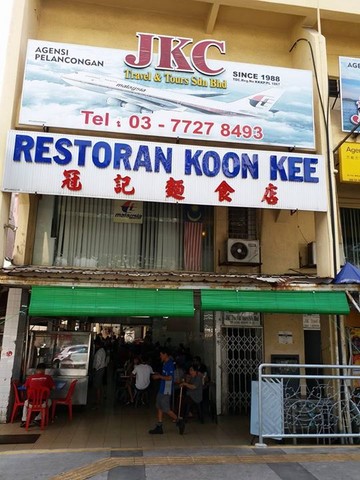 JKC
AGENSI
PELANCONGAN
Travel & Tours Sdn Bhd
SINCE 1988
malaysia
Tel : 03 - 7727 8493
RESTORAN KOON KEE
冠記麵食店